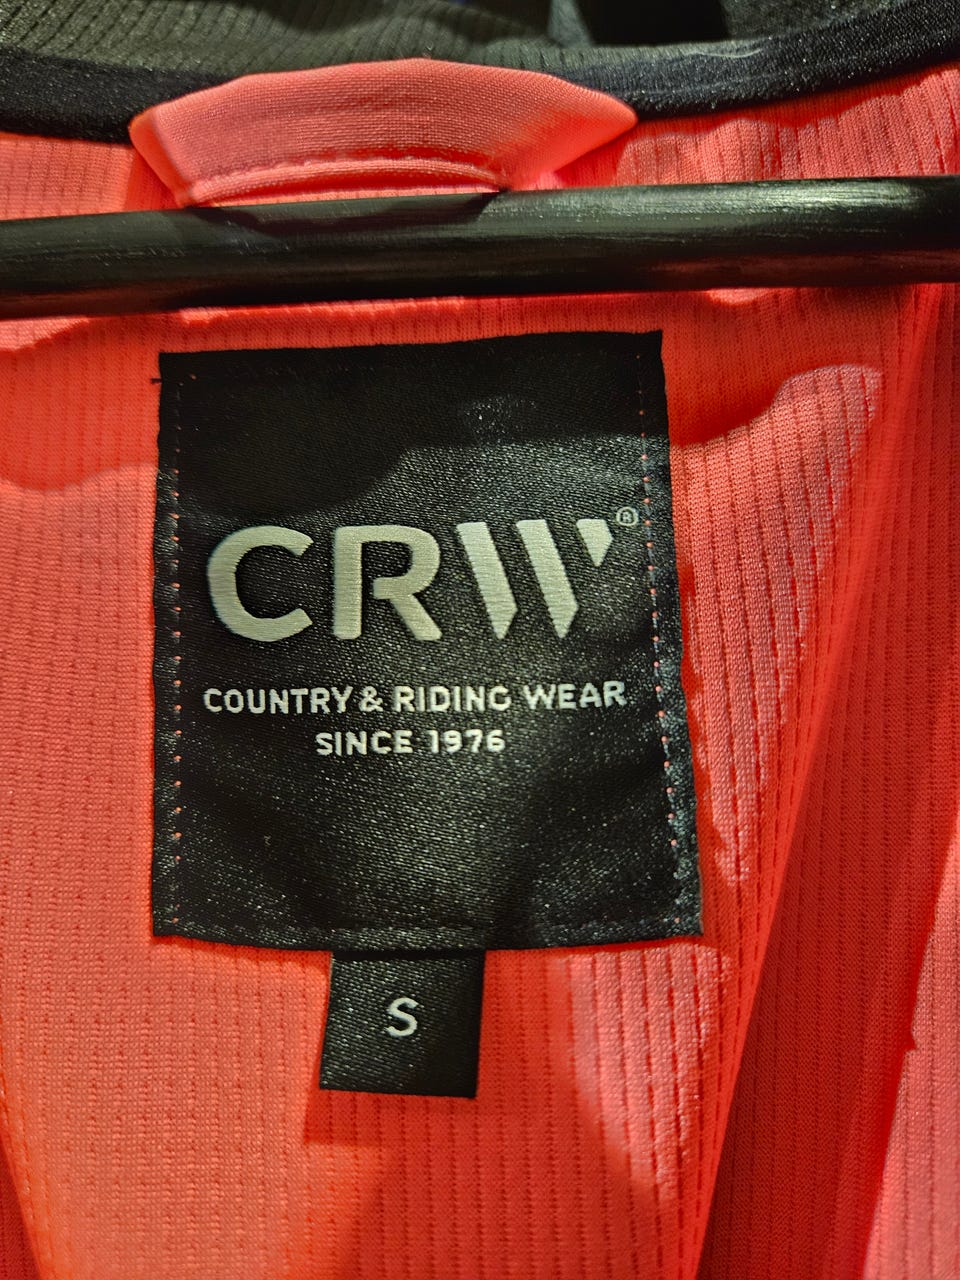 CRW®
COUNTRY & RIDING WEAR
SINCE 1976
S